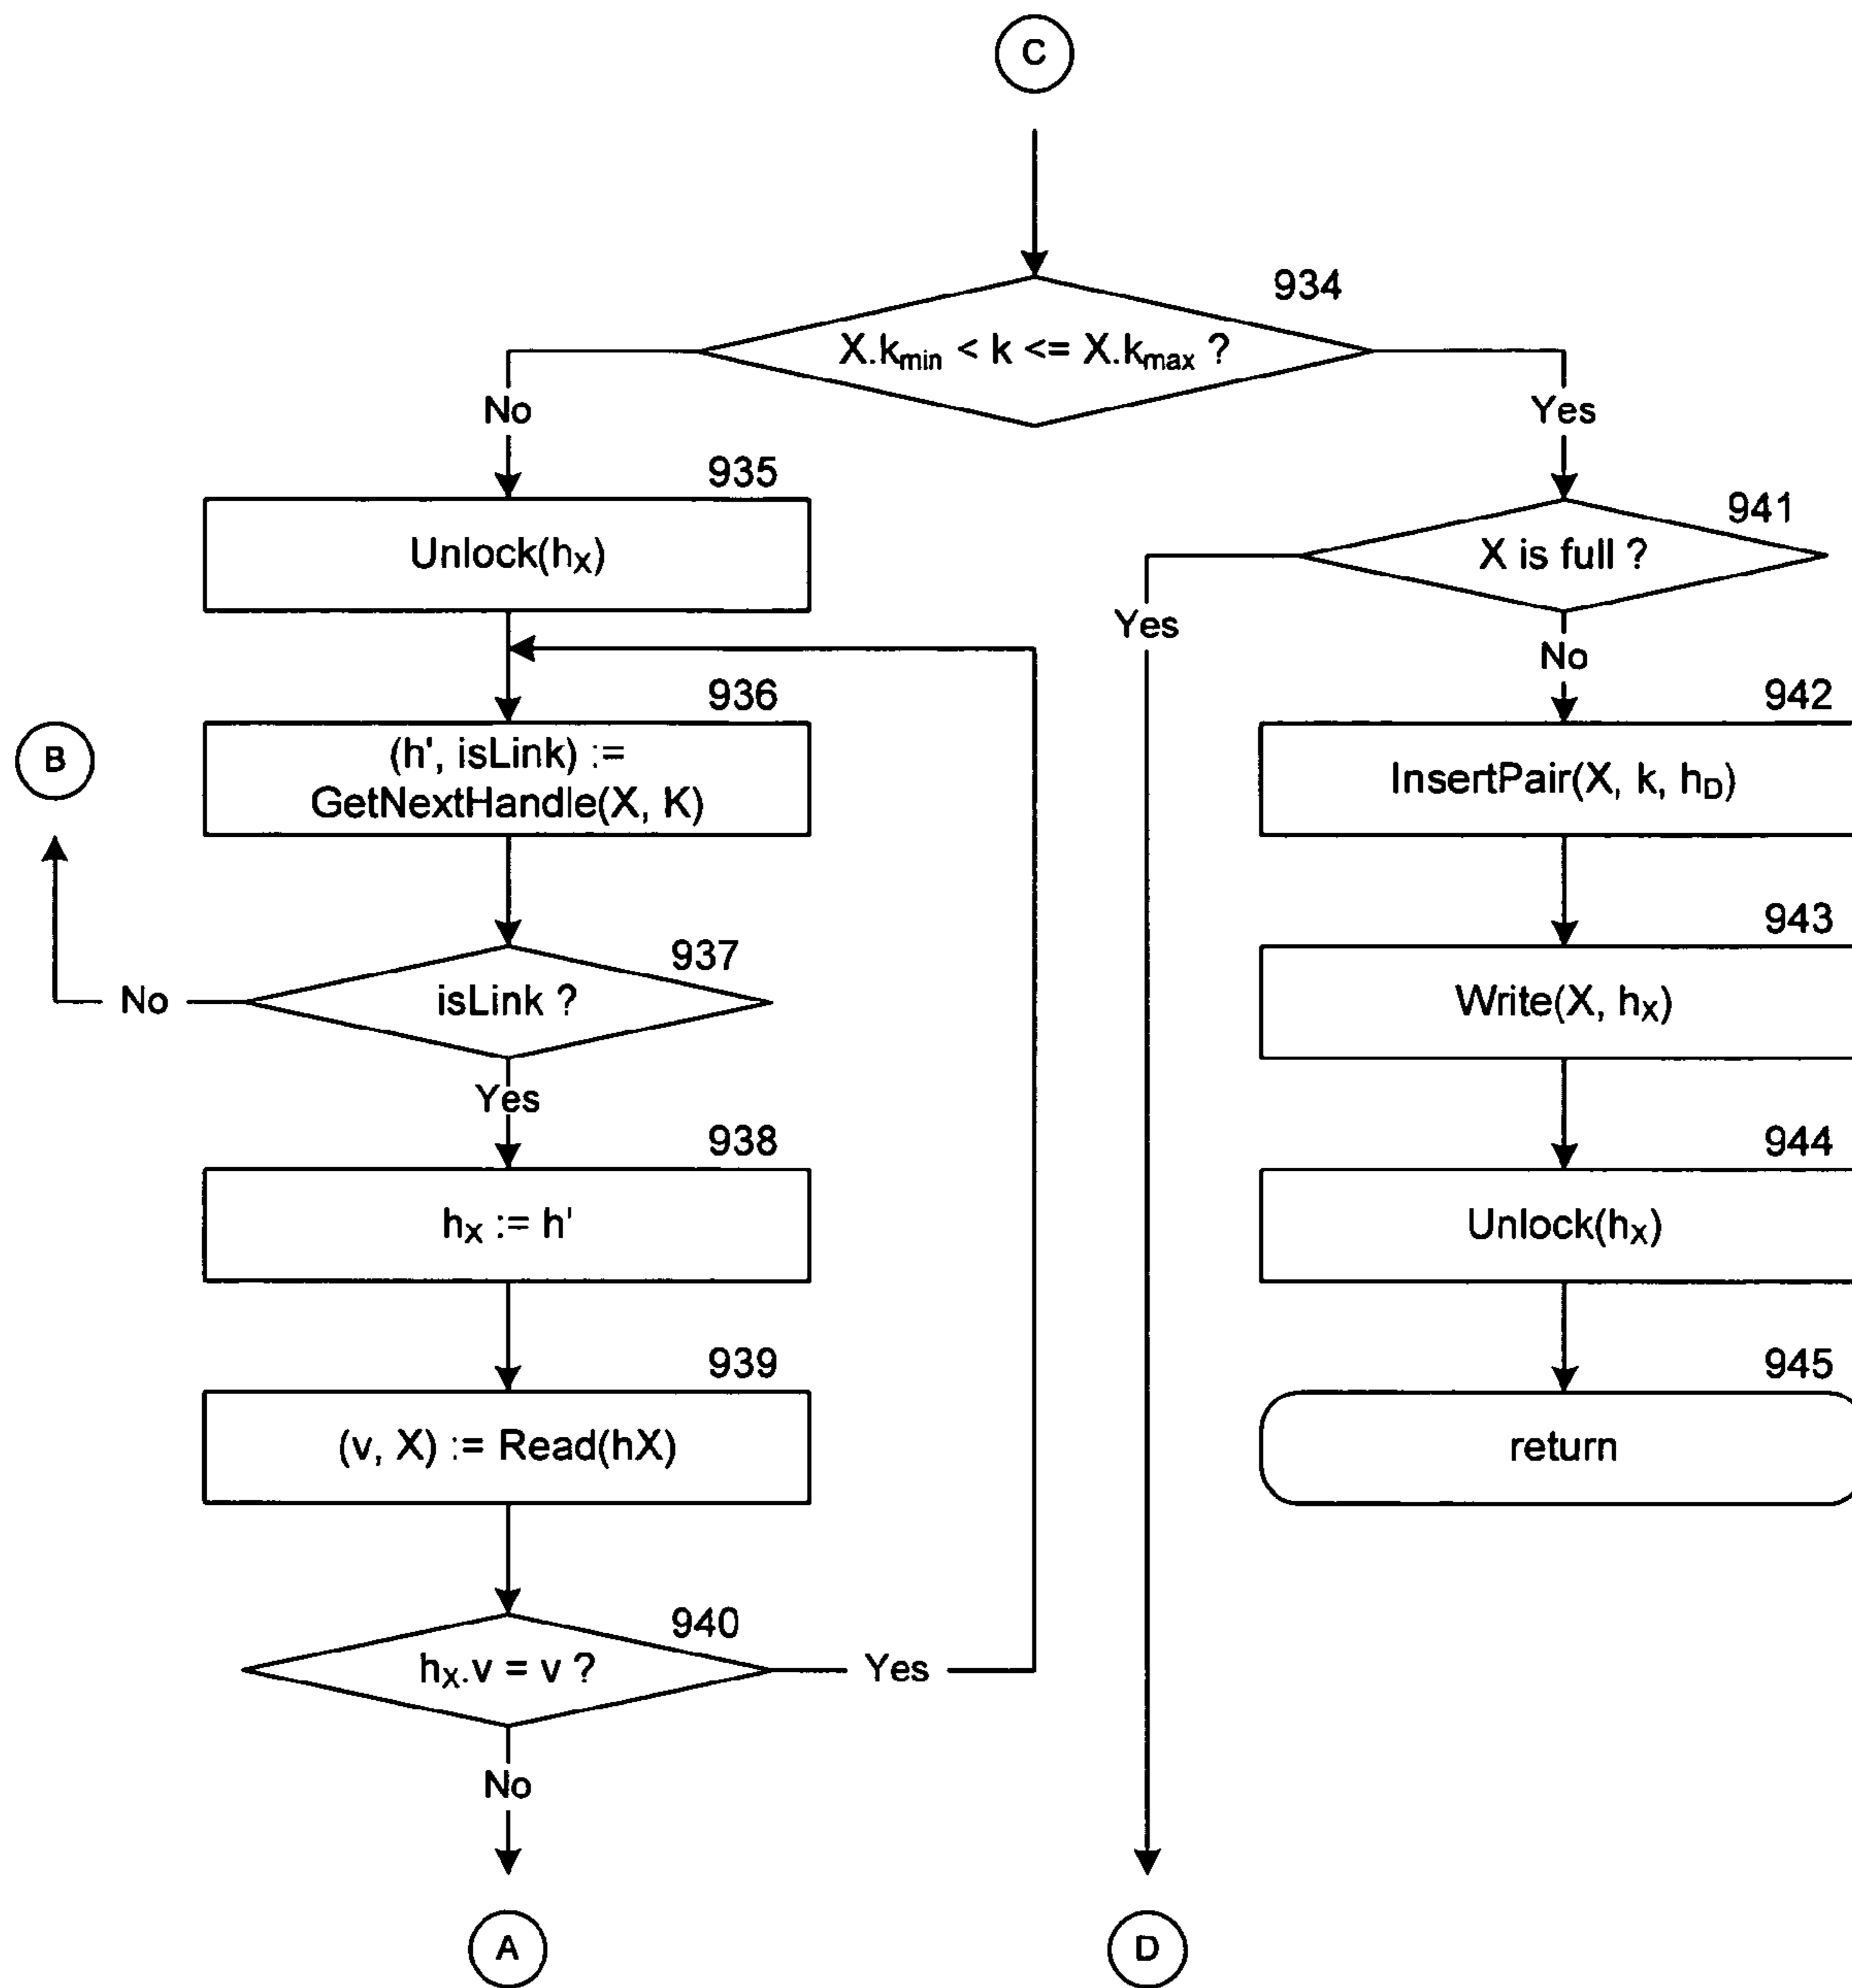 C
934
X.kmin < k <= X.kmax ?
No
Yes
935
Unlock(hX)
941
X is full ?
Yes
No
936
(h', isLink) :=
GetNextHandle(X, K)
B
942
InsertPair(X, k, hD)
937
isLink ?
No
Yes
943
Write(X, hX)
938
hX := h'
944
Unlock(hX)
939
(v, X) := Read(hX)
945
return
940
hX.v = v ?
Yes
No
A
D